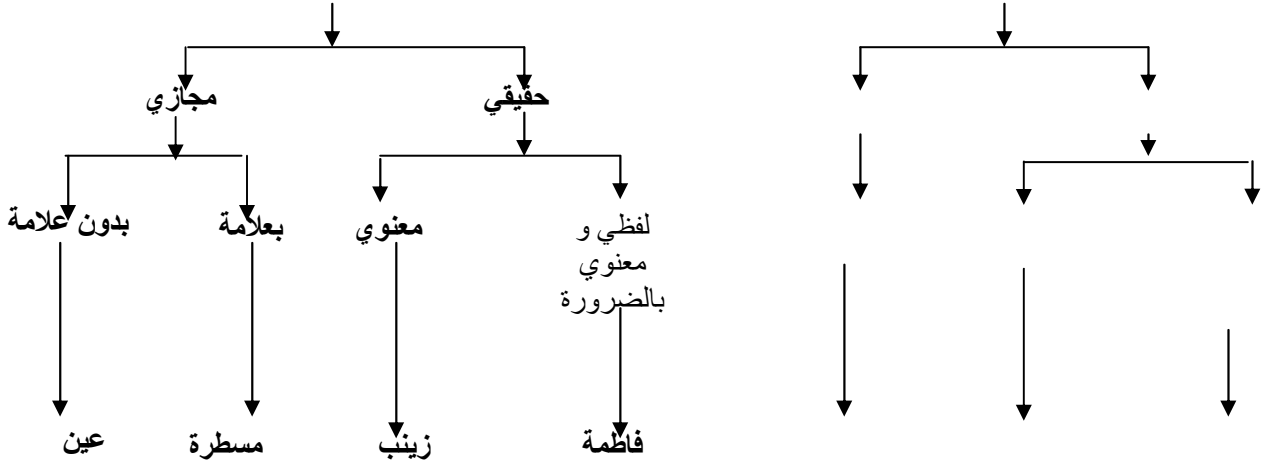 حقيقي
مجازي
لفظي و
معنوي
بالضرورة
معنوي
بعلامة
بدون علامة
فاطمة
زينب
مسطرة
عين